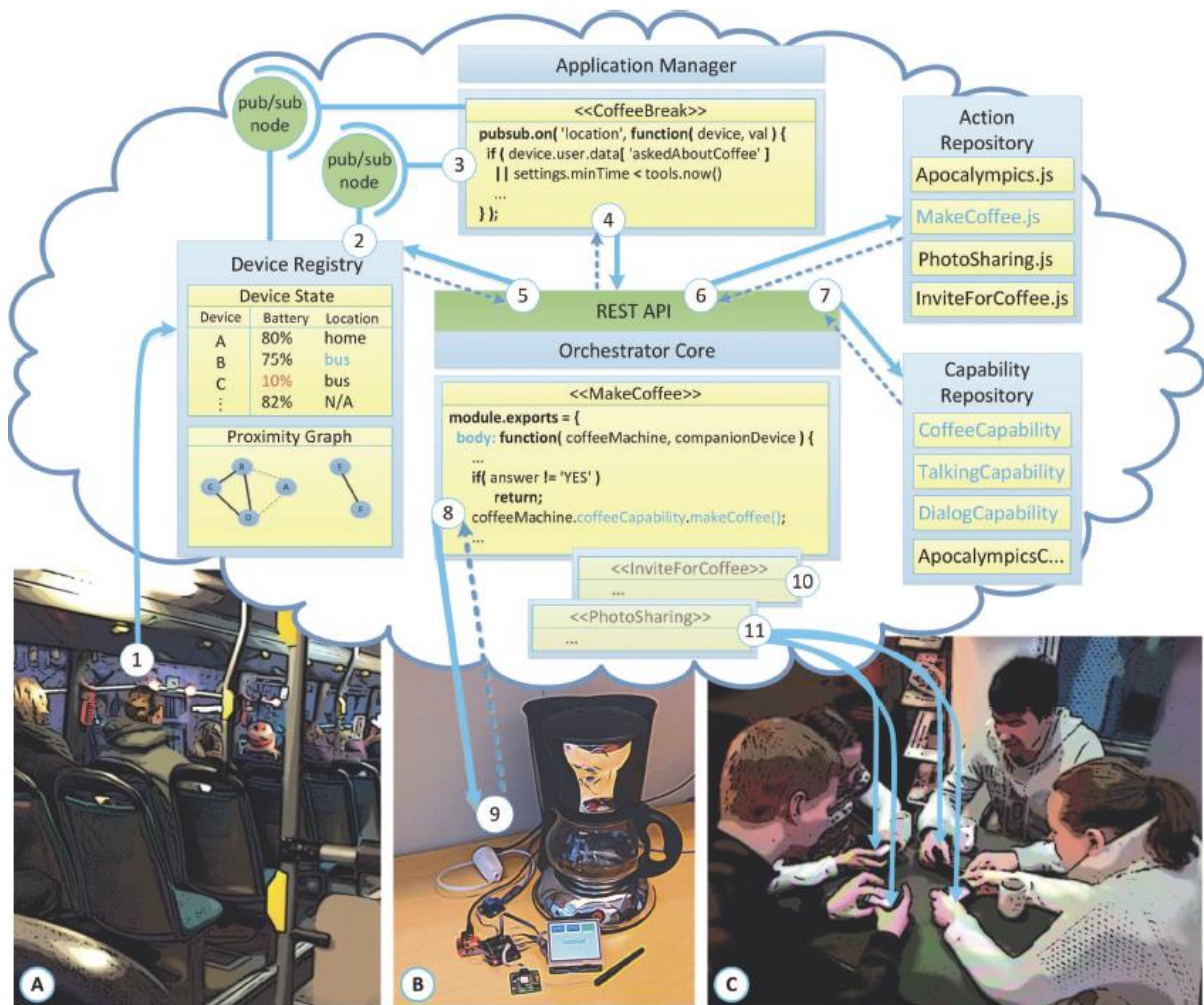 Application Manager
<<CoffeeBreak>>
pubsub.on( 'location', function( device, val ) {
if ( device.user.data[ 'askedAboutCoffee' ]
|| settings.minTime < tools.now()
...
} );
pub/sub
node
pub/sub
node
3
2
4
Action
Repository
Apocalympics.js
MakeCoffee.js
PhotoSharing.js
InviteForCoffee.js
Device Registry
Device State
Device Battery Location
A 80% home
B 75% bus
C 10% bus
⋮ 82% N/A
Proximity Graph
B
E
C
A
D
F
5
6
7
REST API
Orchestrator Core
<<MakeCoffee>>
module.exports = {
body: function( coffeeMachine, companionDevice ) {
...
if( answer != 'YES' )
return;
coffeeMachine.coffeeCapability.makeCoffee();
...
8
Capability
Repository
CoffeeCapability
TalkingCapability
DialogCapability
ApocalympicsC...
<<InviteForCoffee>>
...
10
<<PhotoSharing>>
...
11
1
9
A
B
C